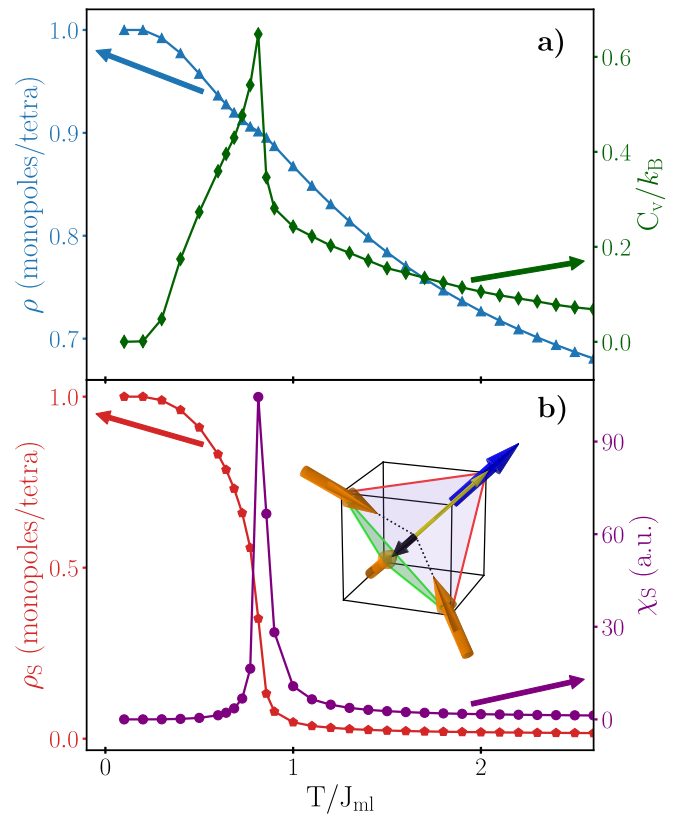 a)
ρ (monopoles/tetra)
1.0
0.9
0.8
0.7
C_v/k_B
0.6
0.4
0.2
0.0
b)
ρ_S (monopoles/tetra)
1.0
0.5
0.0
χ_S (a.u.)
90
60
30
0
0
1
2
T/J_ml